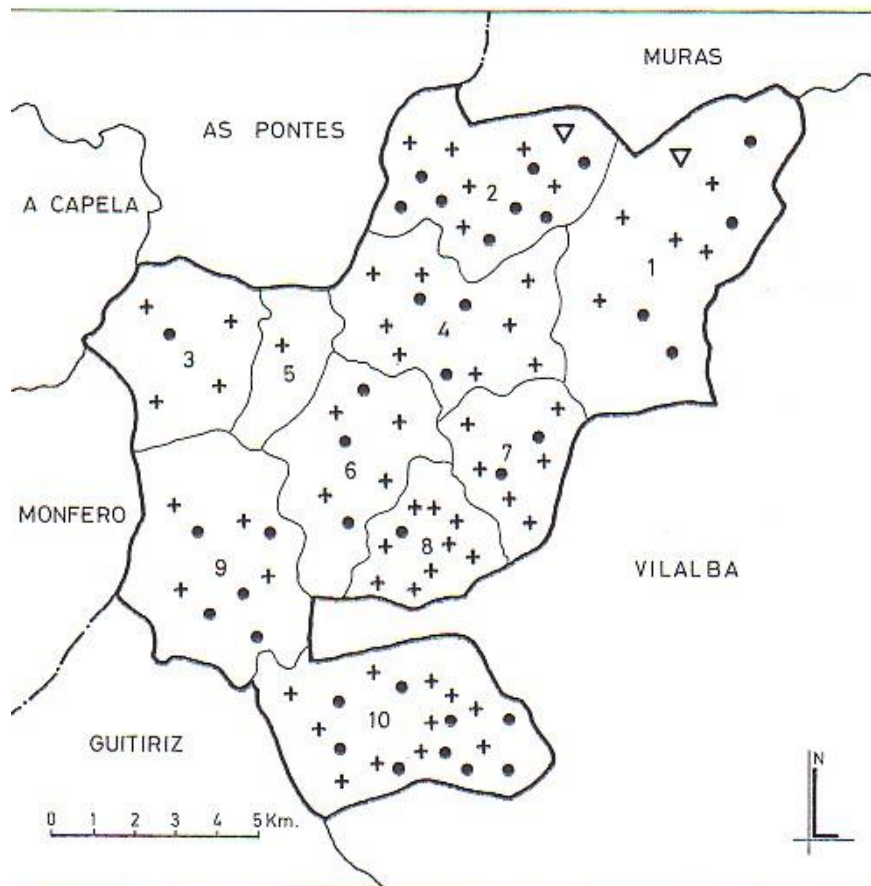 MURAS
AS PONTES
A CAPELA
2
1
4
3
5
7
6
8
MONFERO
9
VILALBA
10
GUITIRIZ
N
0 1 2 3 4 5 Km.